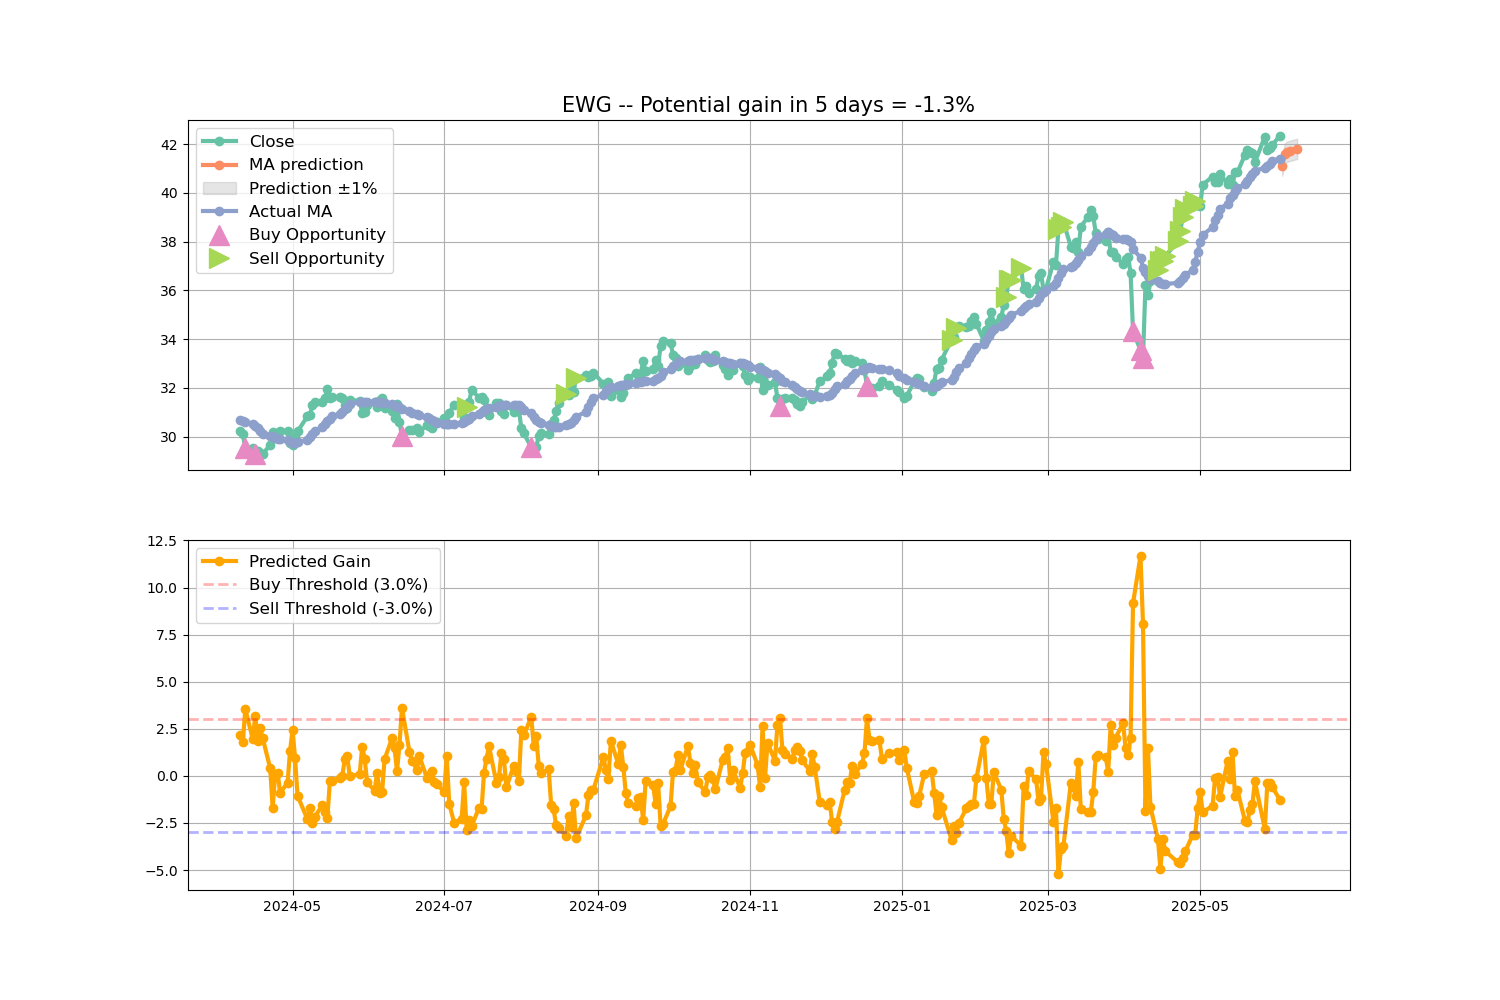 EWG -- Potential gain in 5 days = -1.3%
Close
MA prediction
Prediction ±1%
Actual MA
Buy Opportunity
Sell Opportunity
42
40
38
36
34
32
30
Predicted Gain
Buy Threshold (3.0%)
Sell Threshold (-3.0%)
12.5
10.0
7.5
5.0
2.5
0.0
−2.5
−5.0
2024-05 2024-07 2024-09 2024-11 2025-01 2025-03 2025-05